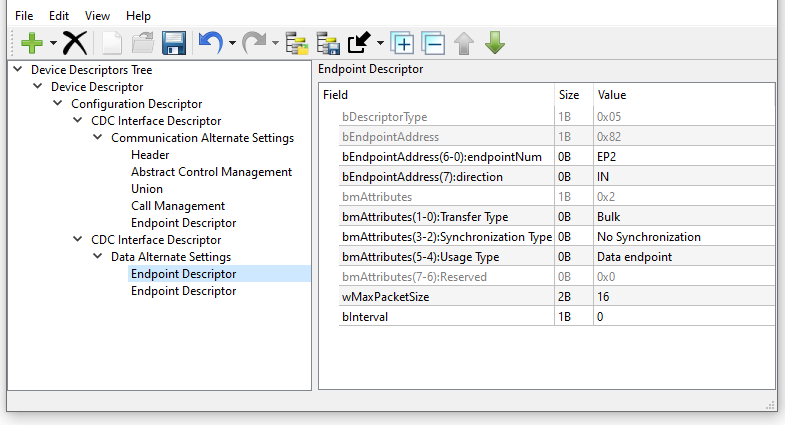 File Edit View Help
Device Descriptors Tree
Device Descriptor
Configuration Descriptor
CDC Interface Descriptor
Communication Alternate Settings
Header
Abstract Control Management
Union
Call Management
Endpoint Descriptor
CDC Interface Descriptor
Data Alternate Settings
Endpoint Descriptor
Endpoint Descriptor
Endpoint Descriptor
Field Size Value
bDescriptorType 1B 0x05
bEndpointAddress 1B 0x82
bEndpointAddress(6-0):endpointNum 0B EP2
bEndpointAddress(7):direction 0B IN
bmAttributes 1B 0x2
bmAttributes(1-0):Transfer Type 0B Bulk
bmAttributes(3-2):Synchronization Type 0B No Synchronization
bmAttributes(5-4):Usage Type 0B Data endpoint
bmAttributes(7-6):Reserved 0B 0x0
wMaxPacketSize 2B 16
bInterval 1B 0